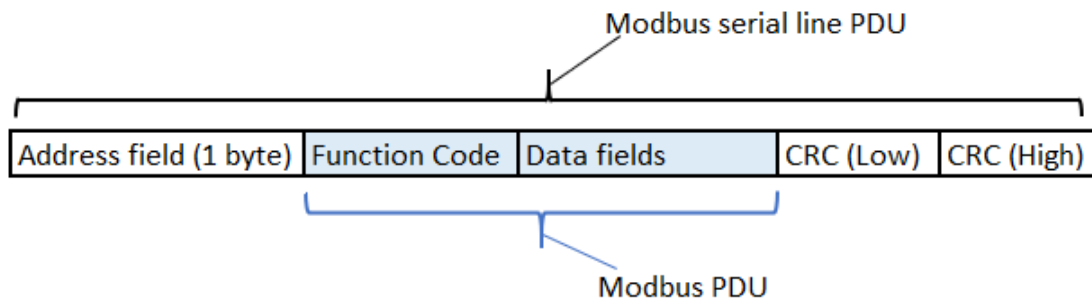 Modbus serial line PDU
Address field (1 byte) Function Code Data fields CRC (Low) CRC (High)
Modbus PDU